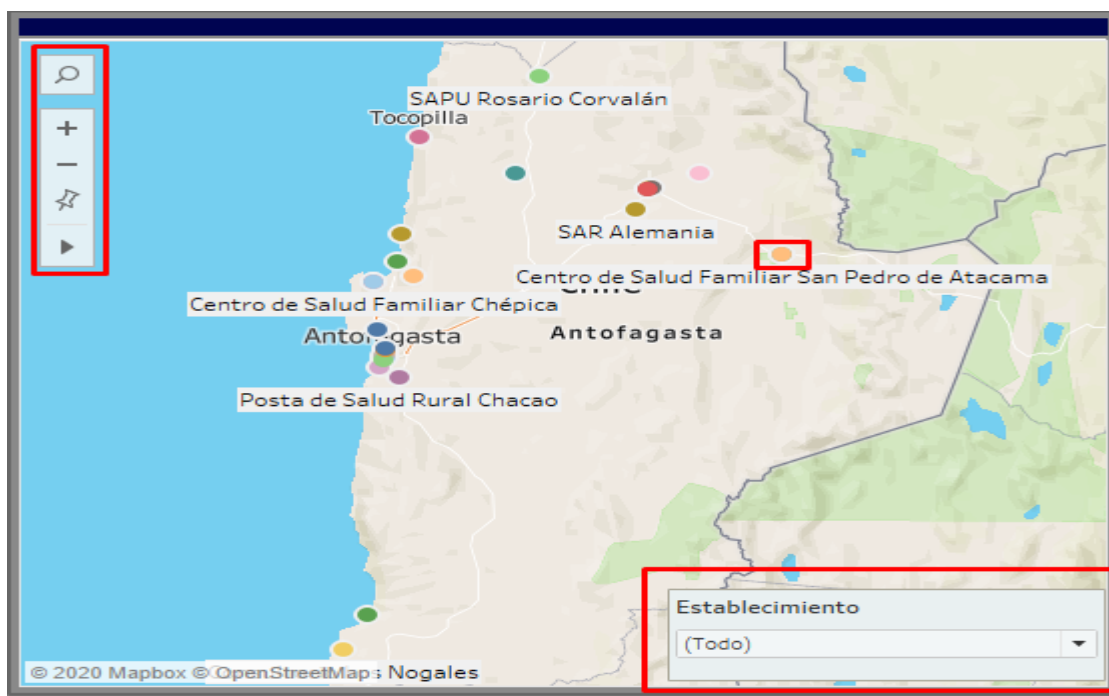 SAPU Rosario Corvalán
Tocopilla
SAR Alemania
Centro de Salud Familiar San Pedro de Atacama
Centro de Salud Familiar Chépica
Antofagasta
Antofagasta
Posta de Salud Rural Chacao
Establecimiento
(Todo)
© 2020 Mapbox © OpenStreetMap
Nogales